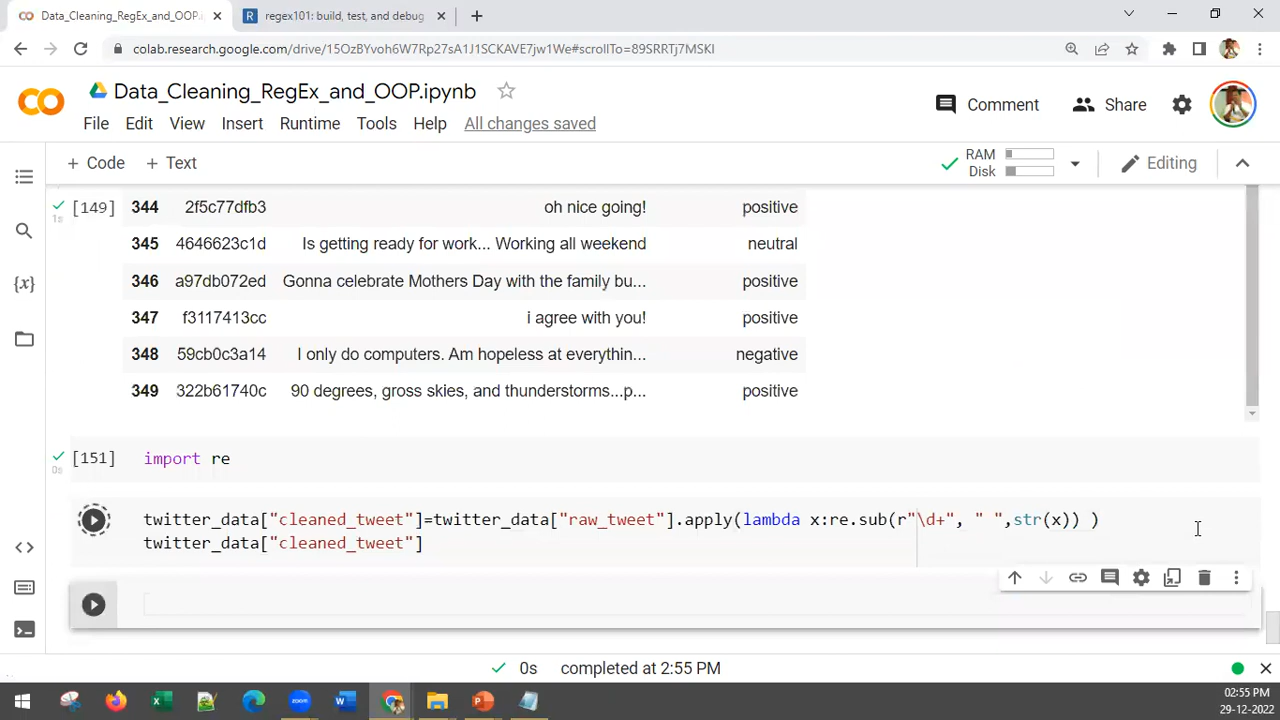 Data_Cleaning_RegEx_and_OOP.ip
regex101: build, test, and debug
colab.research.google.com/drive/15OzBYvoh6W7Rp27sA1J1SCKAVE7jw1We#scrollTo=89SRRTj7MSKI
Data_Cleaning_RegEx_and_OOP.ipynb
Comment Share
File Edit View Insert Runtime Tools Help All changes saved
+ Code + Text
RAM
Disk
Editing
[149] 344 2f5c77dfb3 oh nice going! positive
1s
345 4646623c1d Is getting ready for work... Working all weekend neutral
346 a97db072ed Gonna celebrate Mothers Day with the family bu... positive
347 f3117413cc i agree with you! positive
348 59cb0c3a14 I only do computers. Am hopeless at everythin... negative
349 322b61740c 90 degrees, gross skies, and thunderstorms...p... positive
[151] import re
0s
twitter_data["cleaned_tweet"]=twitter_data["raw_tweet"].apply(lambda x:re.sub(r"\d+", " ",str(x)) )
twitter_data["cleaned_tweet"]
0s completed at 2:55 PM
02:55 PM
29-12-2022